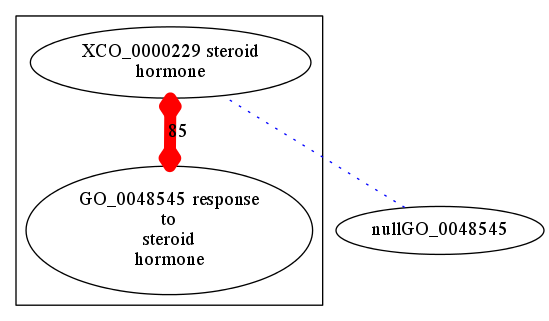 XCO_0000229 steroid
hormone
85
GO_0048545 response
to
steroid
hormone
nullGO_0048545